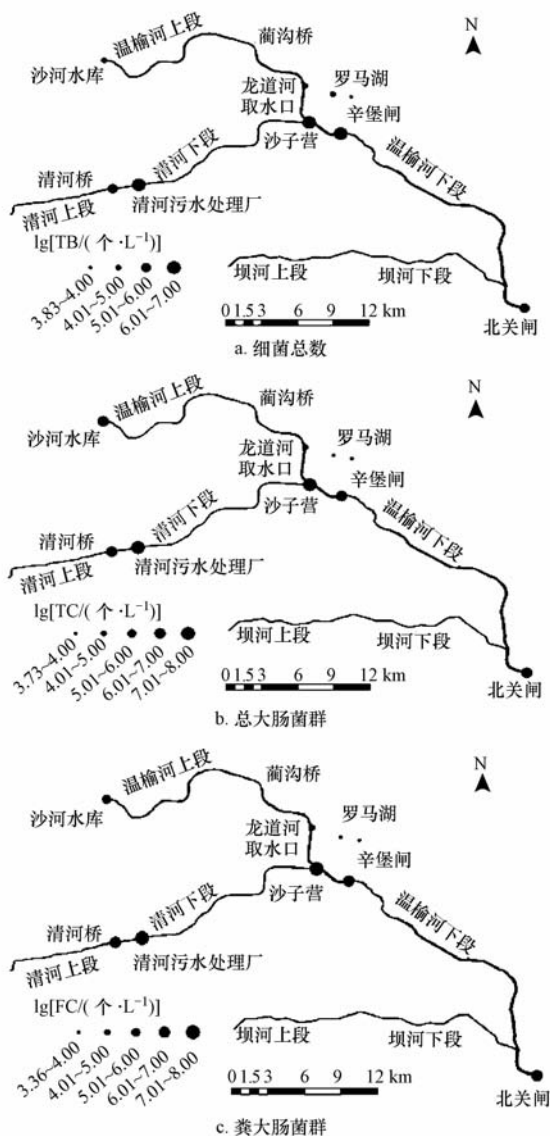 温榆河上段
蔺沟桥
N
沙河水库
龙道河
取水口
罗马湖
辛堡闸
沙子营
清河下段
温榆河下段
清河桥
清河上段
清河污水处理厂
lg[TB/( 个 ·L⁻¹)]
3.83~4.00
4.01~5.00
5.01~6.00
6.01~7.00
坝河上段
坝河下段
0 1.5 3 6 9 12 km
北关闸
a. 细菌总数
温榆河上段
蔺沟桥
N
沙河水库
龙道河
取水口
罗马湖
辛堡闸
沙子营
清河下段
温榆河下段
清河桥
清河上段
清河污水处理厂
lg[TC/( 个 ·L⁻¹)]
3.73~4.00
4.01~5.00
5.01~6.00
6.01~7.00
7.01~8.00
坝河上段
坝河下段
0 1.5 3 6 9 12 km
北关闸
b. 总大肠菌群
温榆河上段
蔺沟桥
N
沙河水库
龙道河
取水口
罗马湖
辛堡闸
沙子营
清河下段
温榆河下段
清河桥
清河上段
清河污水处理厂
lg[FC/( 个 ·L⁻¹)]
3.36~4.00
4.01~5.00
5.01~6.00
6.01~7.00
7.01~8.00
坝河上段
坝河下段
0 1.5 3 6 9 12 km
北关闸
c. 粪大肠菌群